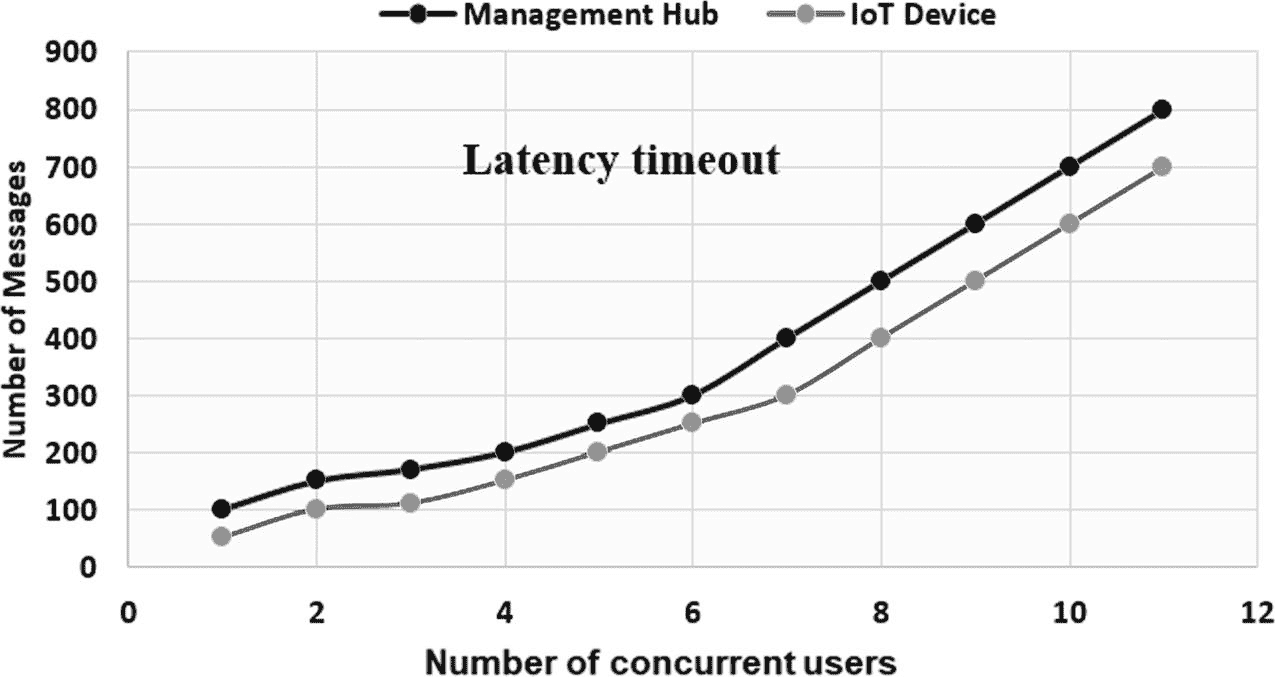 Management Hub IoT Device
900
800
700
600
500
400
300
200
100
0
Latency timeout
Number of Messages
0 2 4 6 8 10 12
Number of concurrent users